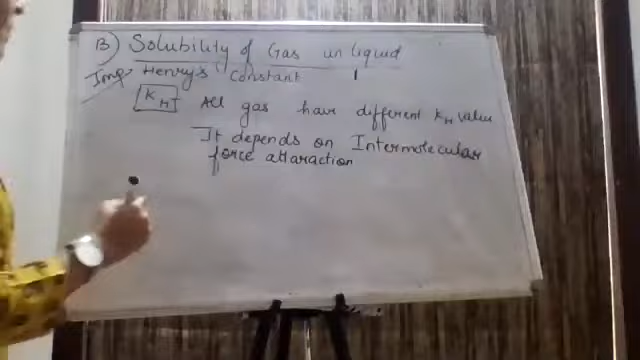 B) Solubility of Gas in Liquid
Imp Henry's Constant
KH All gas have different KH value
It depends on Intermolecular
force attaraction